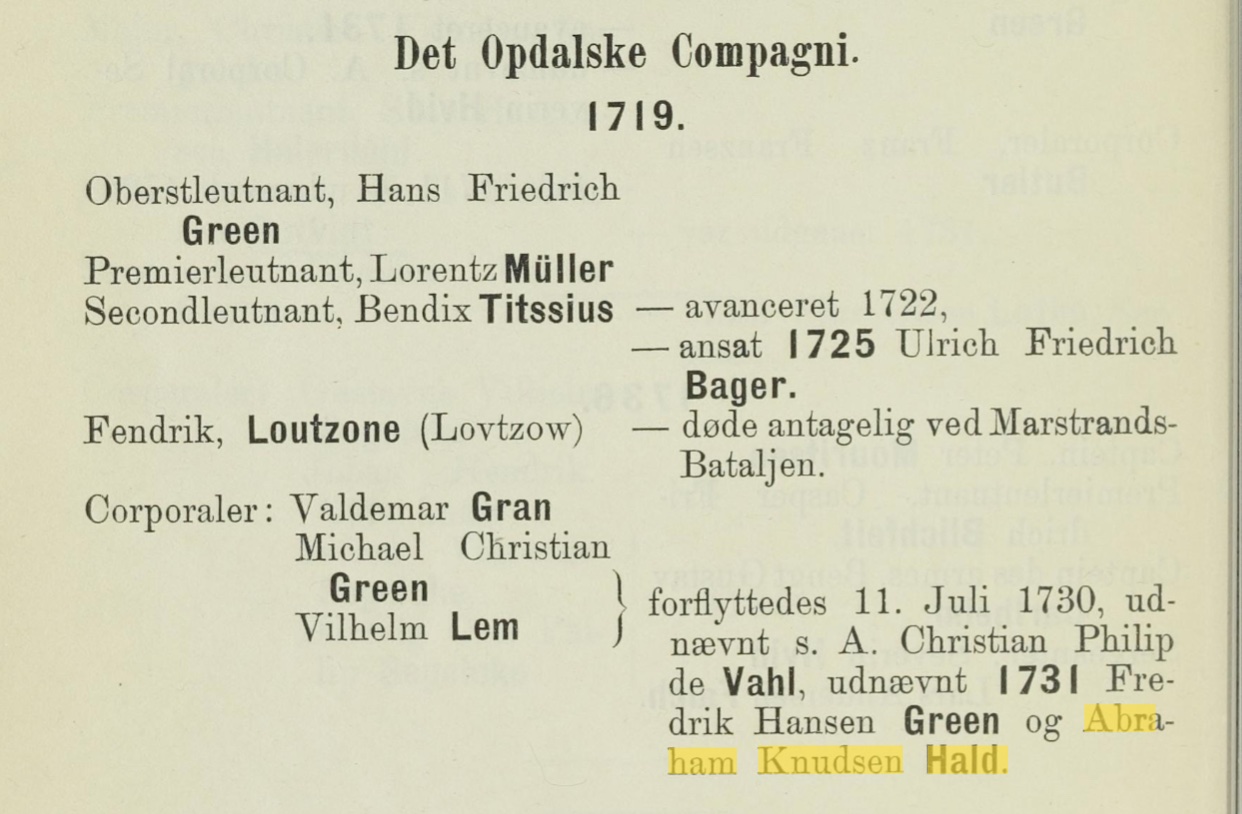 Det Opdalske Compagni.
1719.
Oberstleutnant, Hans Friedrich
Green
Premierleutnant, Lorentz Müller
Secondleutnant, Bendix Titssius — avanceret 1722,
— ansat 1725 Ulrich Friedrich
Bager.
Fendrik, Loutzone (Lovtzow) — døde antagelig ved Marstrands-
Bataljen.
Corporaler: Valdemar Gran
Michael Christian
Green
Vilhelm Lem
forflyttedes 11. Juli 1730, ud-
nævnt s. A. Christian Philip
de Vahl, udnævnt 1731 Fre-
drik Hansen Green og Abra-
ham Knudsen Hald.